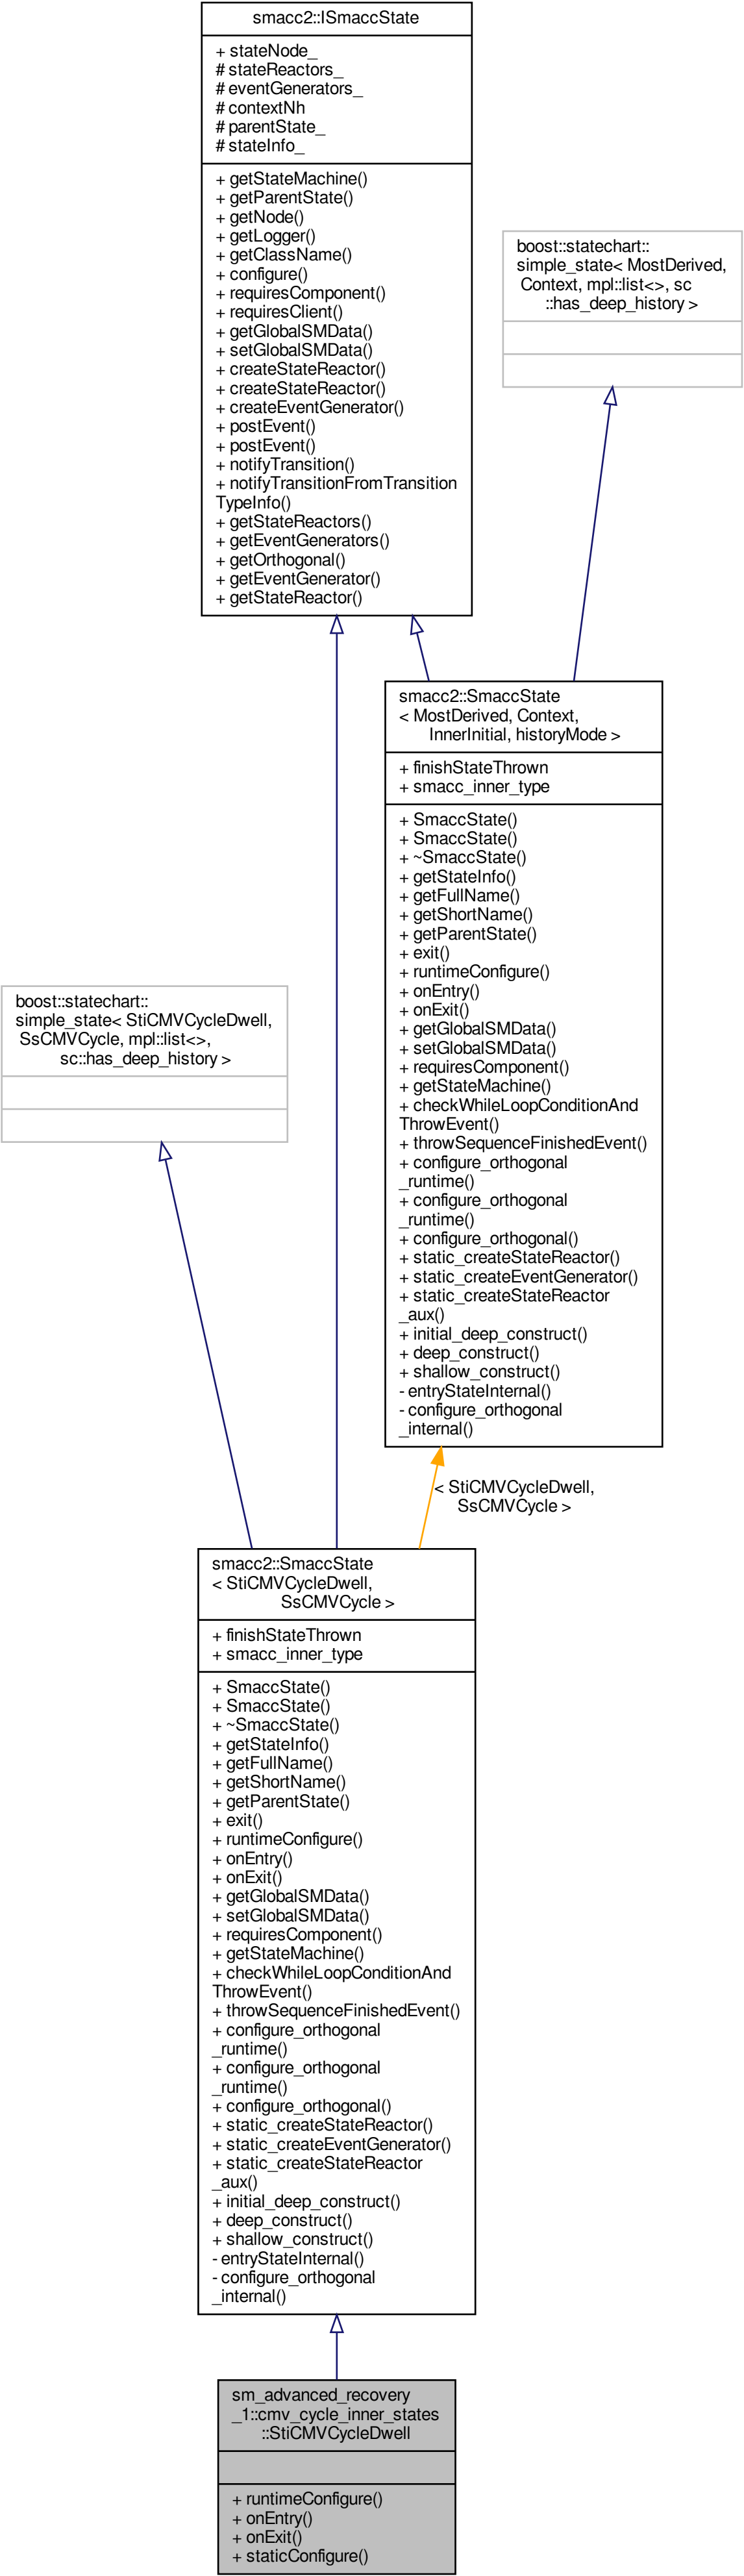 smacc2::ISmaccState
+ stateNode_
# stateReactors_
# eventGenerators_
# contextNh
# parentState_
# stateInfo_
+ getStateMachine()
+ getParentState()
+ getNode()
+ getLogger()
+ getClassName()
+ configure()
+ requiresComponent()
+ requiresClient()
+ getGlobalSMData()
+ setGlobalSMData()
+ createStateReactor()
+ createStateReactor()
+ createEventGenerator()
+ postEvent()
+ postEvent()
+ notifyTransition()
+ notifyTransitionFromTransition
TypeInfo()
+ getStateReactors()
+ getEventGenerators()
+ getOrthogonal()
+ getEventGenerator()
+ getStateReactor()
boost::statechart::
simple_state< MostDerived,
Context, mpl::list<>, sc
::has_deep_history >
smacc2::SmaccState
< MostDerived, Context,
InnerInitial, historyMode >
+ finishStateThrown
+ smacc_inner_type
+ SmaccState()
+ SmaccState()
+ ~SmaccState()
+ getStateInfo()
+ getFullName()
+ getShortName()
+ getParentState()
+ exit()
+ runtimeConfigure()
+ onEntry()
+ onExit()
+ getGlobalSMData()
+ setGlobalSMData()
+ requiresComponent()
+ getStateMachine()
+ checkWhileLoopConditionAnd
ThrowEvent()
+ throwSequenceFinishedEvent()
+ configure_orthogonal
_runtime()
+ configure_orthogonal
_runtime()
+ configure_orthogonal()
+ static_createStateReactor()
+ static_createEventGenerator()
+ static_createStateReactor
_aux()
+ initial_deep_construct()
+ deep_construct()
+ shallow_construct()
- entryStateInternal()
- configure_orthogonal
_internal()
boost::statechart::
simple_state< StiCMVCycleDwell,
SsCMVCycle, mpl::list<>,
sc::has_deep_history >
< StiCMVCycleDwell,
SsCMVCycle >
smacc2::SmaccState
< StiCMVCycleDwell,
SsCMVCycle >
+ finishStateThrown
+ smacc_inner_type
+ SmaccState()
+ SmaccState()
+ ~SmaccState()
+ getStateInfo()
+ getFullName()
+ getShortName()
+ getParentState()
+ exit()
+ runtimeConfigure()
+ onEntry()
+ onExit()
+ getGlobalSMData()
+ setGlobalSMData()
+ requiresComponent()
+ getStateMachine()
+ checkWhileLoopConditionAnd
ThrowEvent()
+ throwSequenceFinishedEvent()
+ configure_orthogonal
_runtime()
+ configure_orthogonal
_runtime()
+ configure_orthogonal()
+ static_createStateReactor()
+ static_createEventGenerator()
+ static_createStateReactor
_aux()
+ initial_deep_construct()
+ deep_construct()
+ shallow_construct()
- entryStateInternal()
- configure_orthogonal
_internal()
sm_advanced_recovery
_1::cmv_cycle_inner_states
::StiCMVCycleDwell
+ runtimeConfigure()
+ onEntry()
+ onExit()
+ staticConfigure()